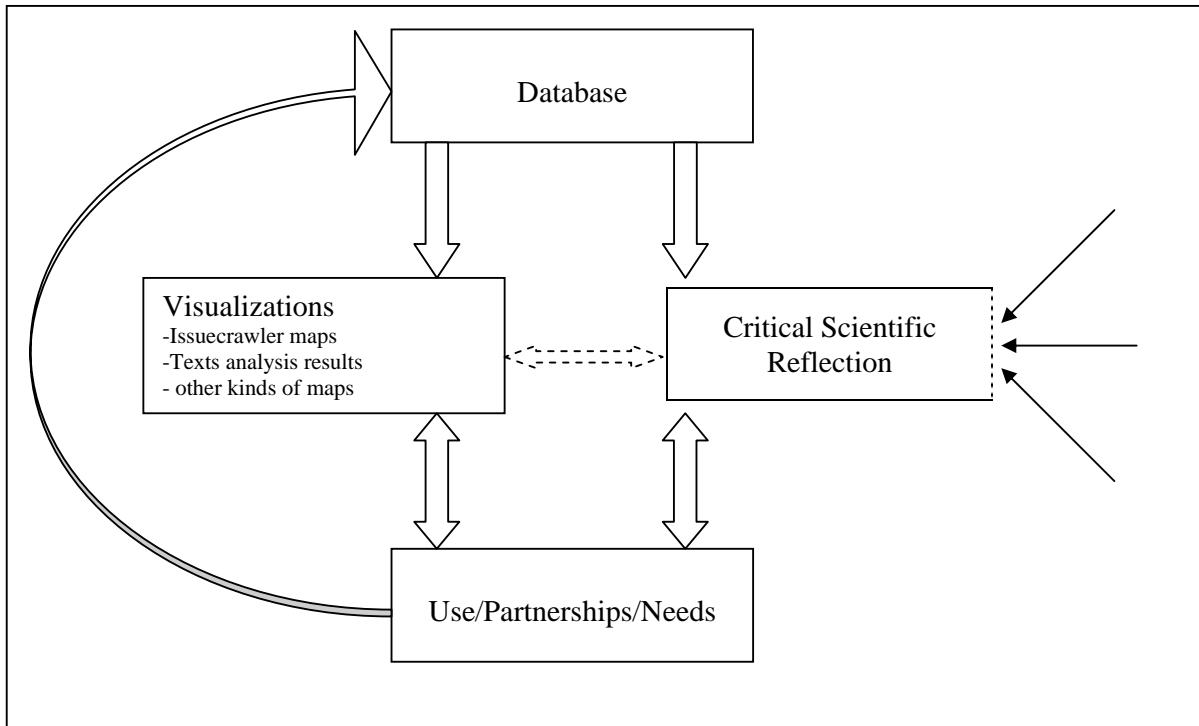 Database
Visualizations
-Issuecrawler maps
-Texts analysis results
- other kinds of maps
Critical Scientific
Reflection
Use/Partnerships/Needs